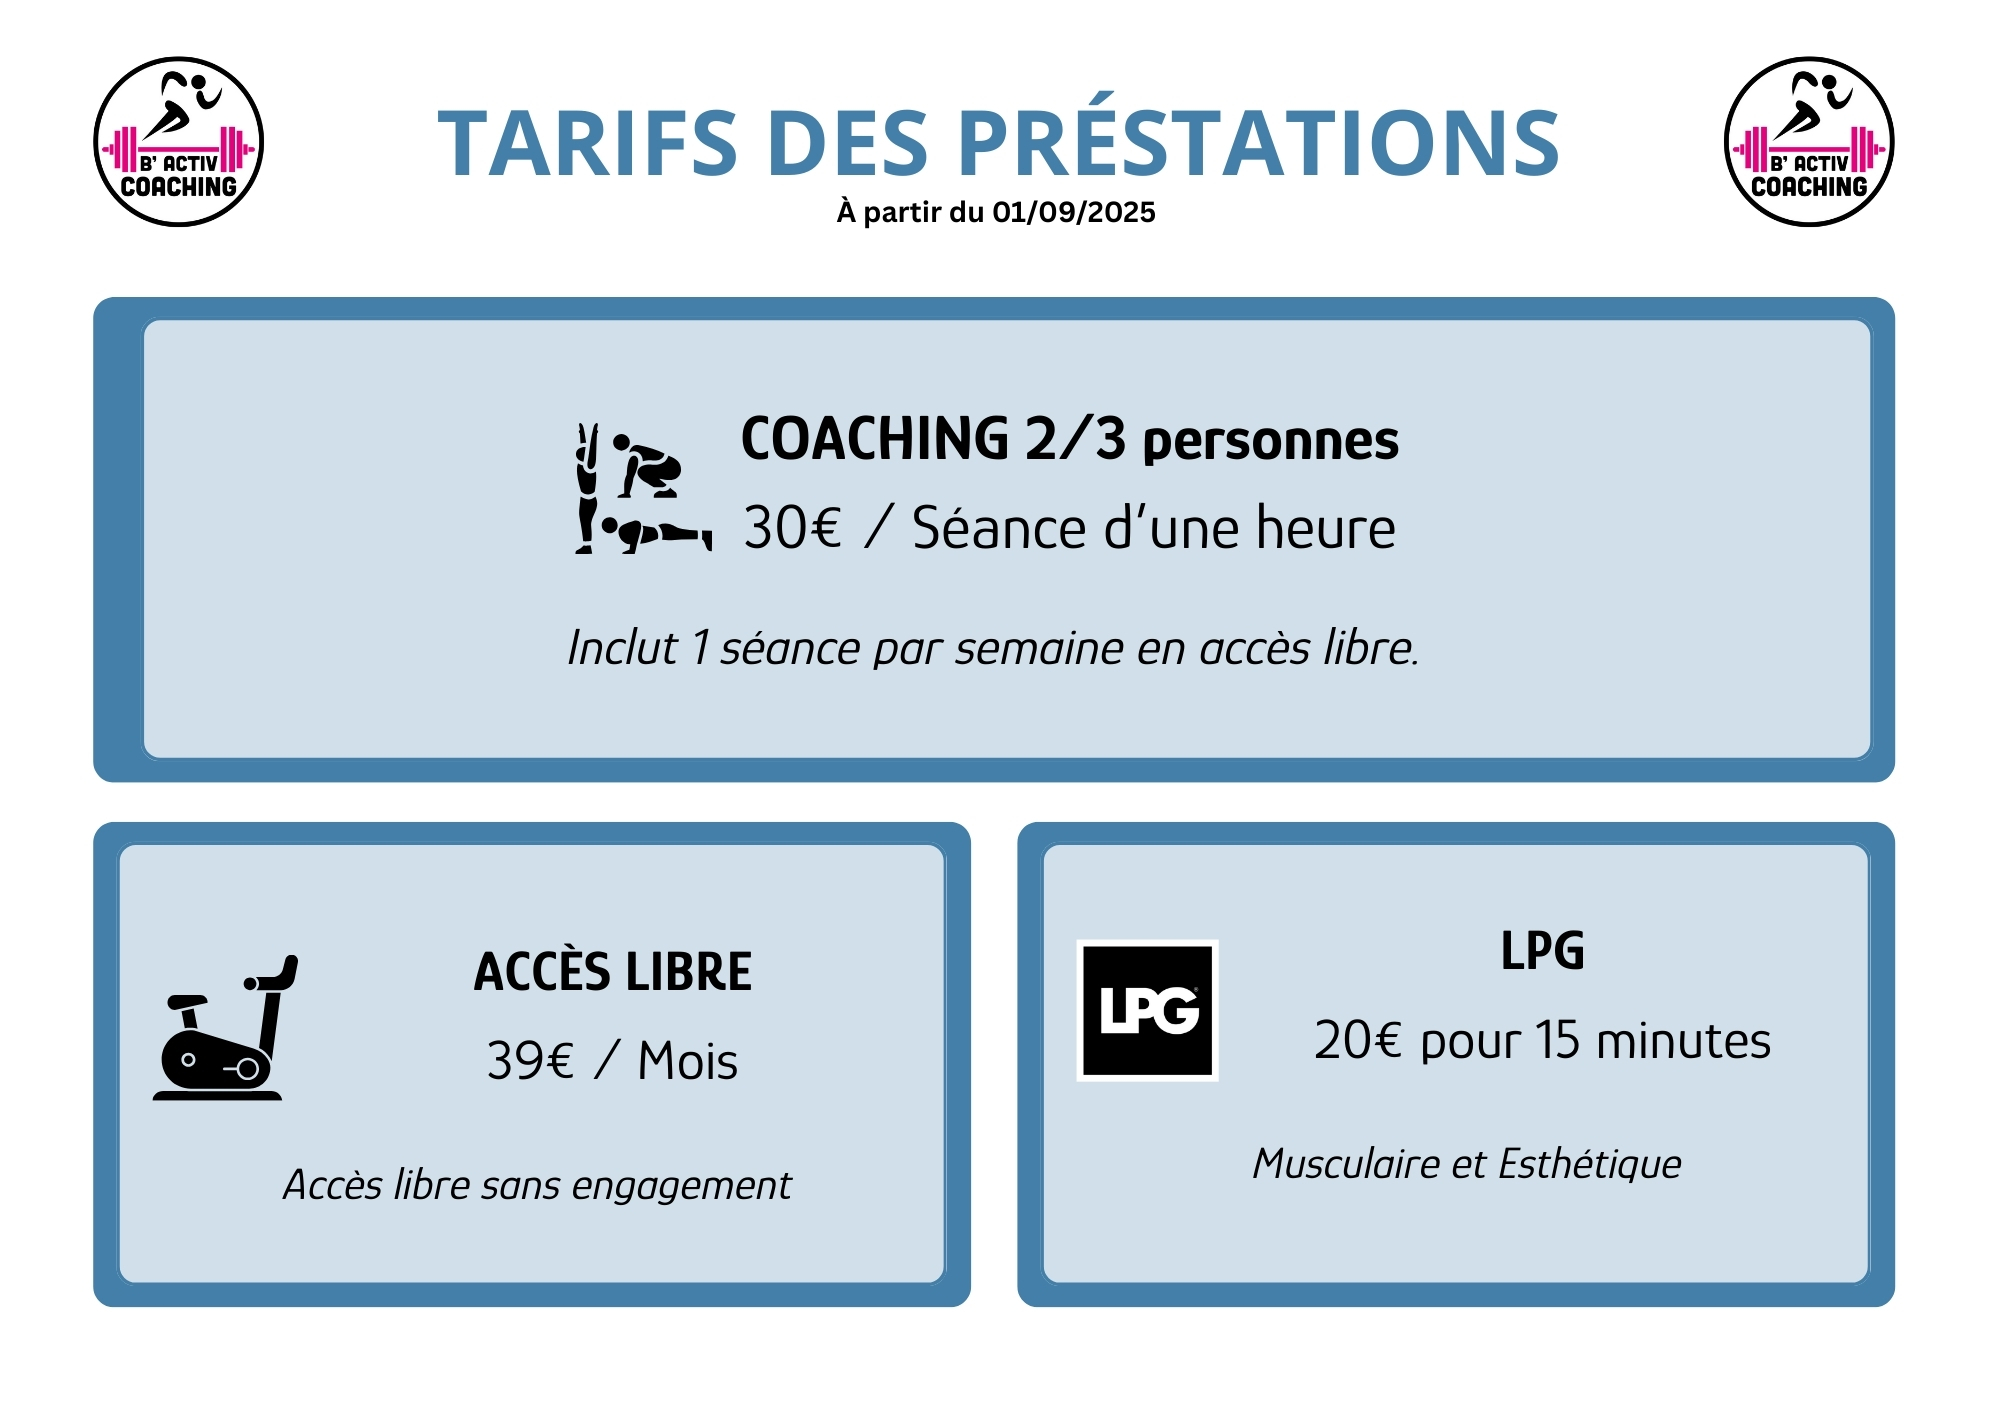 B' ACTIV
COACHING
TARIFS DES PRÉSTATIONS
À partir du 01/09/2025
B' ACTIV
COACHING
COACHING 2/3 personnes
30€ / Séance d'une heure
Inclut 1 séance par semaine en accès libre.
ACCÈS LIBRE
39€ / Mois
Accès libre sans engagement
LPG®
LPG
20€ pour 15 minutes
Musculaire et Esthétique